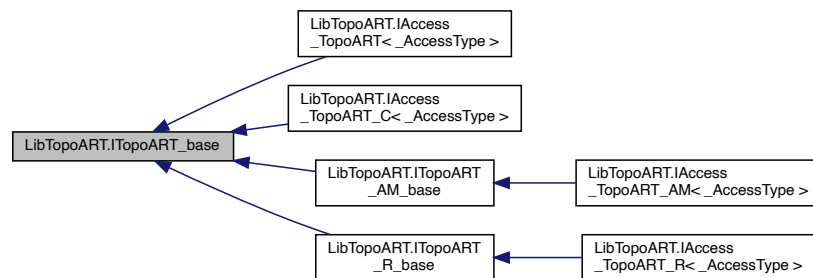 LibTopoART.IAccess
_TopoART< _AccessType >
LibTopoART.IAccess
_TopoART_C< _AccessType >
LibTopoART.ITopoART_base
LibTopoART.ITopoART
_AM_base
LibTopoART.IAccess
_TopoART_AM< _AccessType >
LibTopoART.ITopoART
_R_base
LibTopoART.IAccess
_TopoART_R< _AccessType >